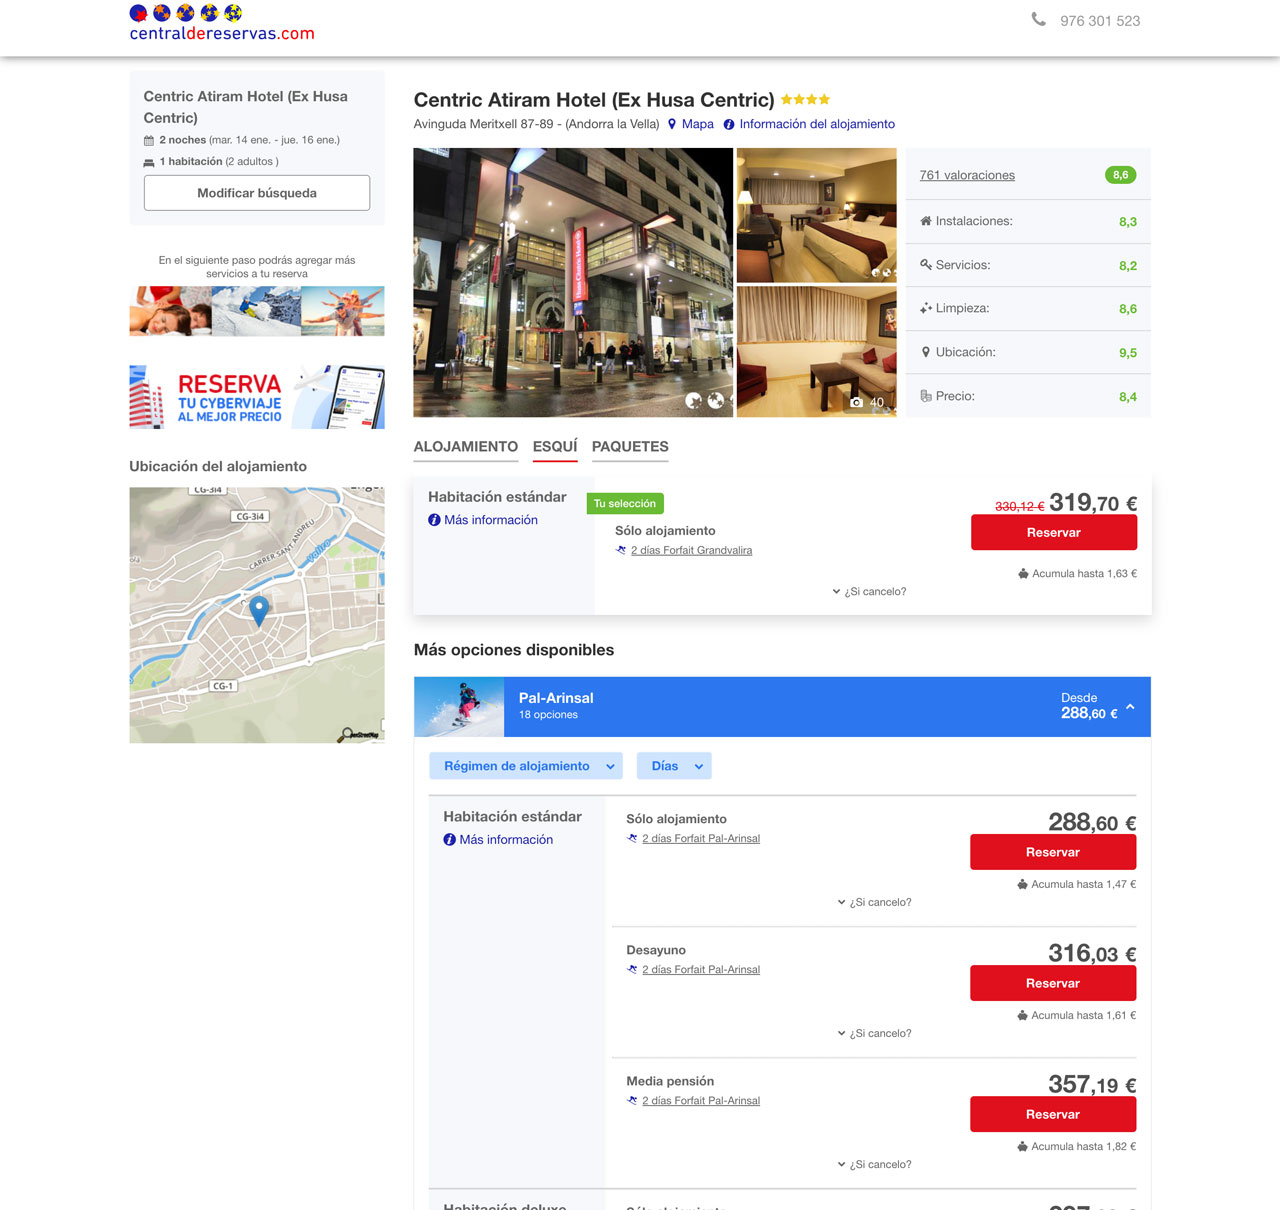 centraldereservas.com
976 301 523
Centric Atiram Hotel (Ex Husa
Centric)
2 noches (mar. 14 ene. - jue. 16 ene.)
1 habitación (2 adultos )
Modificar búsqueda
En el siguiente paso podrás agregar más
servicios a tu reserva
RESERVA
TU CYBERVIAJE
AL MEJOR PRECIO
Ubicación del alojamiento
CG-3i4
CG-3i4
CARRER SANT ANDREU
Valira
CG-1
OpenStreetMap
Centric Atiram Hotel (Ex Husa Centric)
Avinguda Meritxell 87-89 - (Andorra la Vella) Mapa Información del alojamiento
Husa Centric Hotel
40
761 valoraciones 8,6
Instalaciones: 8,3
Servicios: 8,2
Limpieza: 8,6
Ubicación: 9,5
Precio: 8,4
ALOJAMIENTO ESQUÍ PAQUETES
Habitación estándar
Más información
Tu selección
Sólo alojamiento
2 días Forfait Grandvalira
330,12 € 319,70 €
Reservar
Acumula hasta 1,63 €
¿Si cancelo?
Más opciones disponibles
Pal-Arinsal
18 opciones
Desde
288,60 €
Régimen de alojamiento Días
Habitación estándar
Más información
Sólo alojamiento
2 días Forfait Pal-Arinsal
288,60 €
Reservar
Acumula hasta 1,47 €
¿Si cancelo?
Desayuno
2 días Forfait Pal-Arinsal
316,03 €
Reservar
Acumula hasta 1,61 €
¿Si cancelo?
Media pensión
2 días Forfait Pal-Arinsal
357,19 €
Reservar
Acumula hasta 1,82 €
¿Si cancelo?
Habitación deluxe
Sólo alojamiento